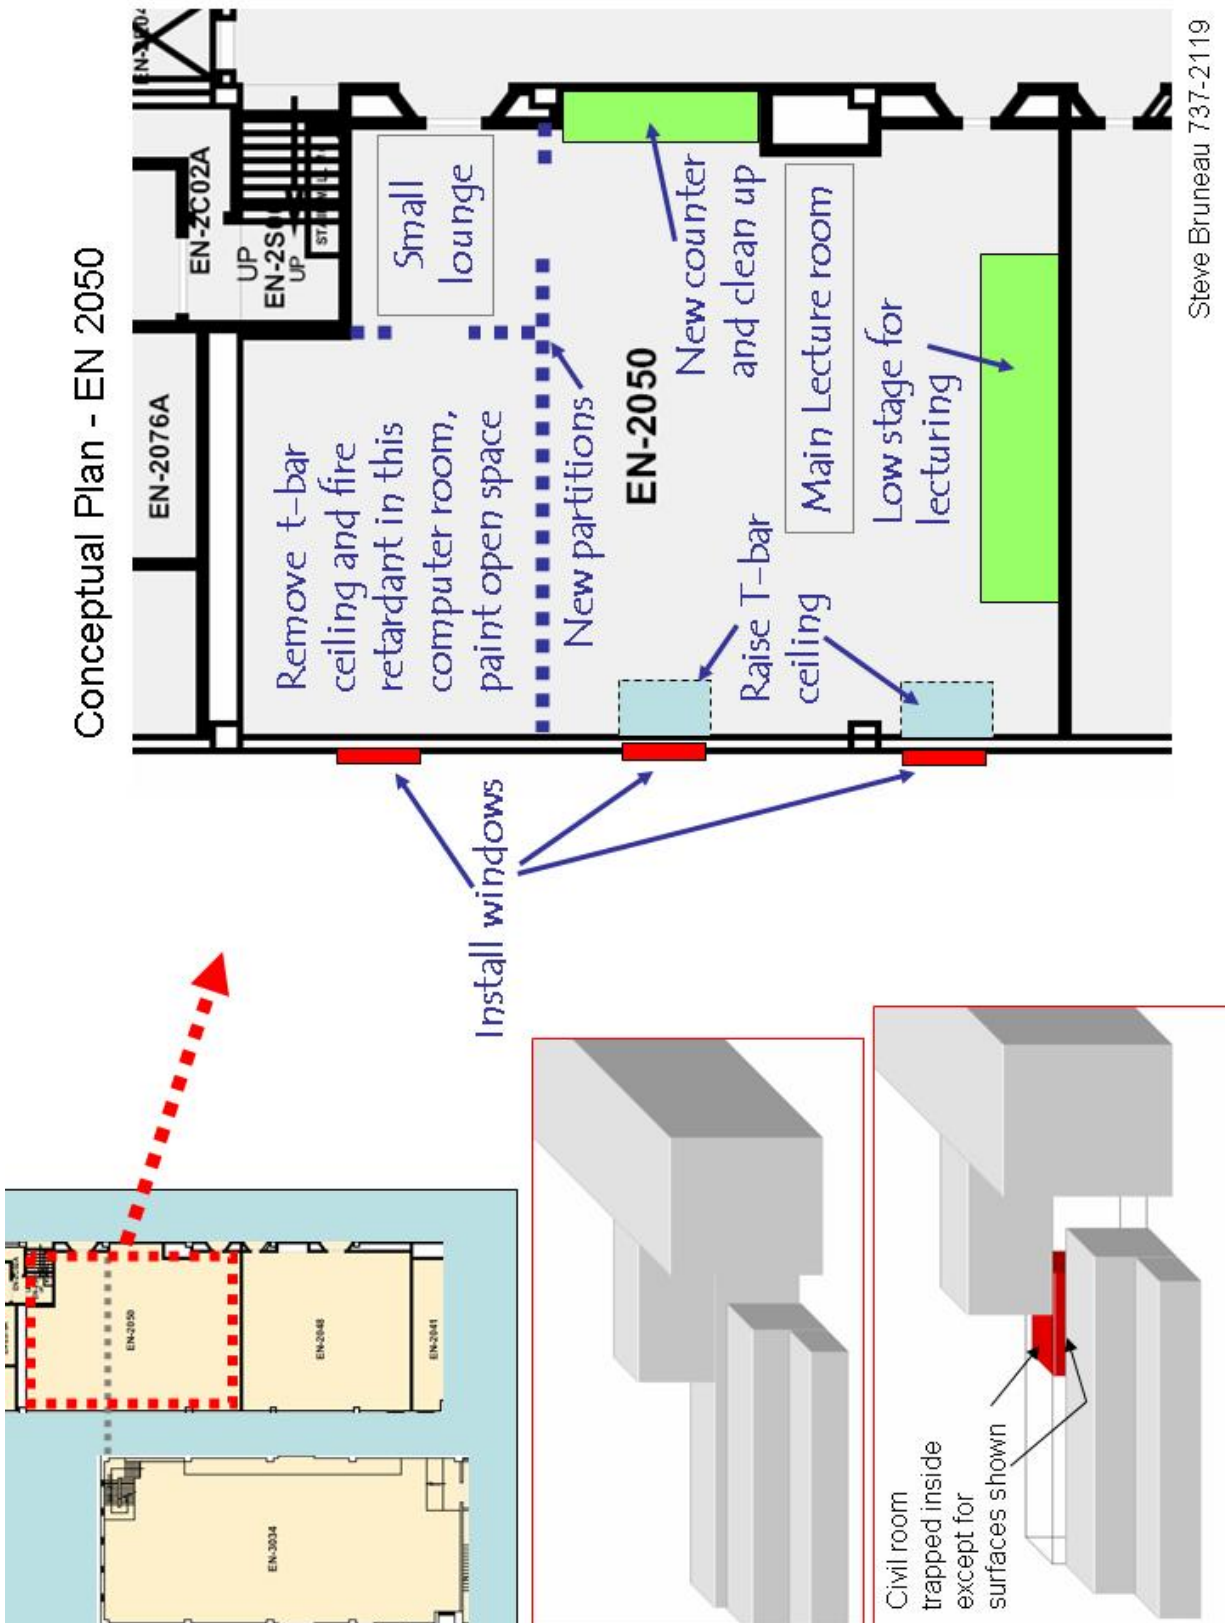 Conceptual Plan - EN 2050
EN-2076A
EN-2C02A
UP
UP
Remove t-bar
ceiling and fire
retardant in this
computer room,
paint open space
Small
lounge
New partitions
EN-2050
New counter
and clean up
Raise T-bar
ceiling
Main Lecture room
Low stage for
lecturing
Install windows
EN-2050
EN-2048
EN-2041
EN-3034
Civil room
trapped inside
except for
surfaces shown
Steve Bruneau 737-2119